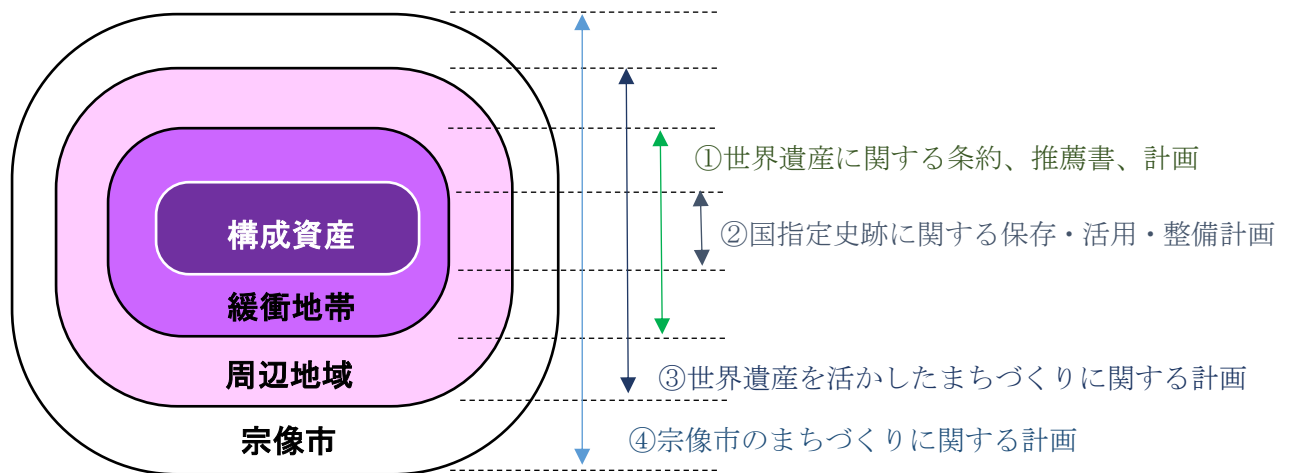 ①世界遺産に関する条約、推薦書、計画
構成資産
②国指定史跡に関する保存・活用・整備計画
緩衝地帯
周辺地域
③世界遺産を活かしたまちづくりに関する計画
宗像市
④宗像市のまちづくりに関する計画